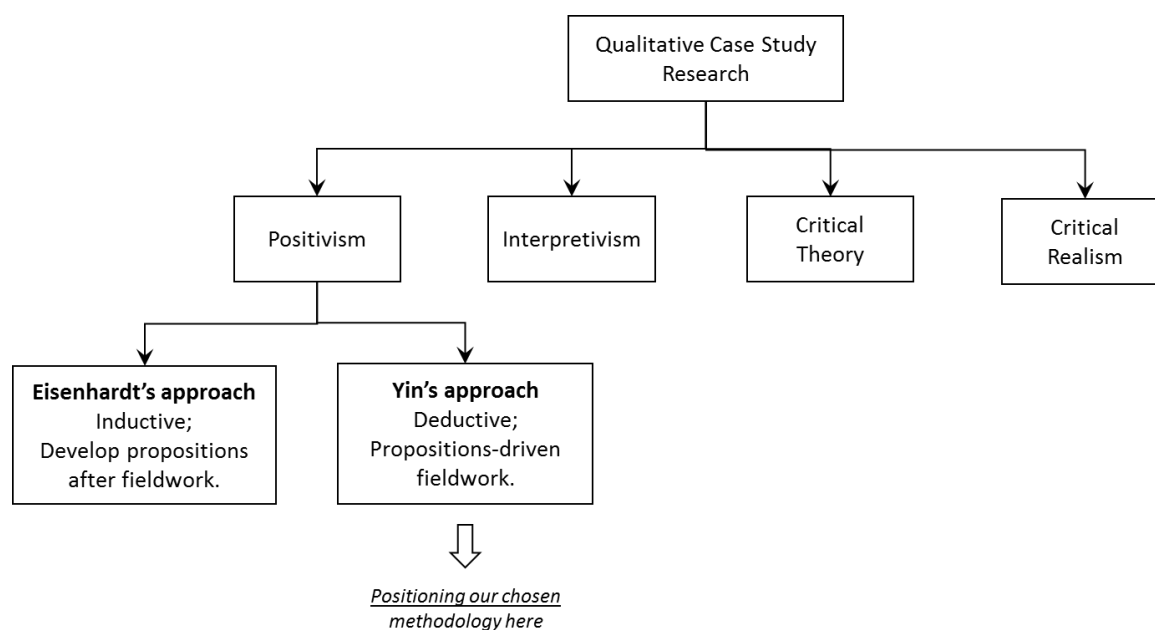 Qualitative Case Study
Research
Positivism
Interpretivism
Critical
Theory
Critical
Realism
Eisenhardt’s approach
Inductive;
Develop propositions
after fieldwork.
Yin’s approach
Deductive;
Propositions-driven
fieldwork.
Positioning our chosen
methodology here